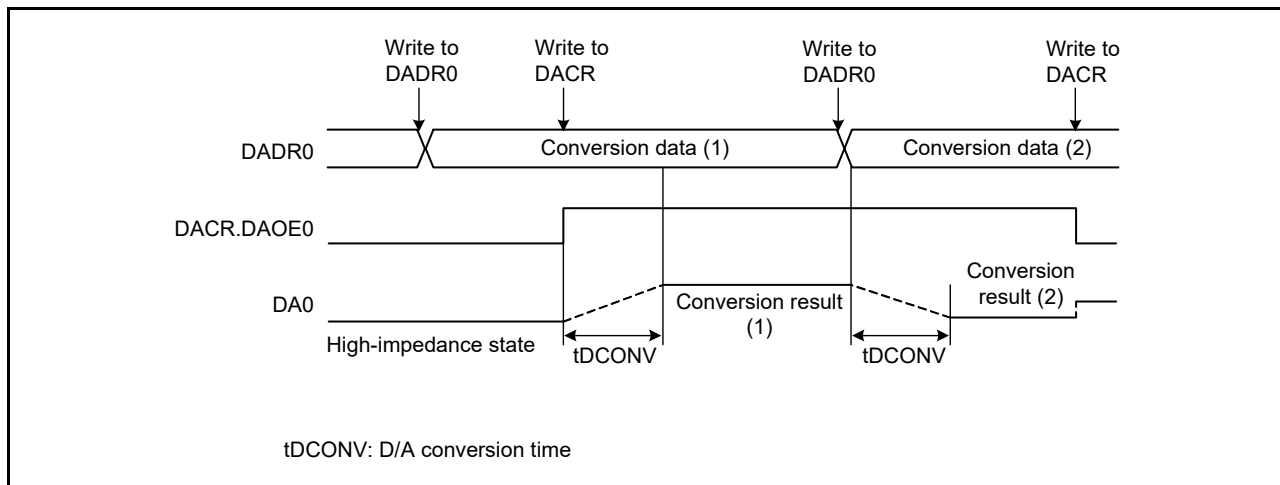 Write to
DADR0
Write to
DACR
Write to
DADR0
Write to
DACR
DADR0
Conversion data (1)
Conversion data (2)
DACR.DAOE0
DA0
Conversion result
(1)
Conversion
result (2)
High-impedance state
tDCONV
tDCONV
tDCONV: D/A conversion time